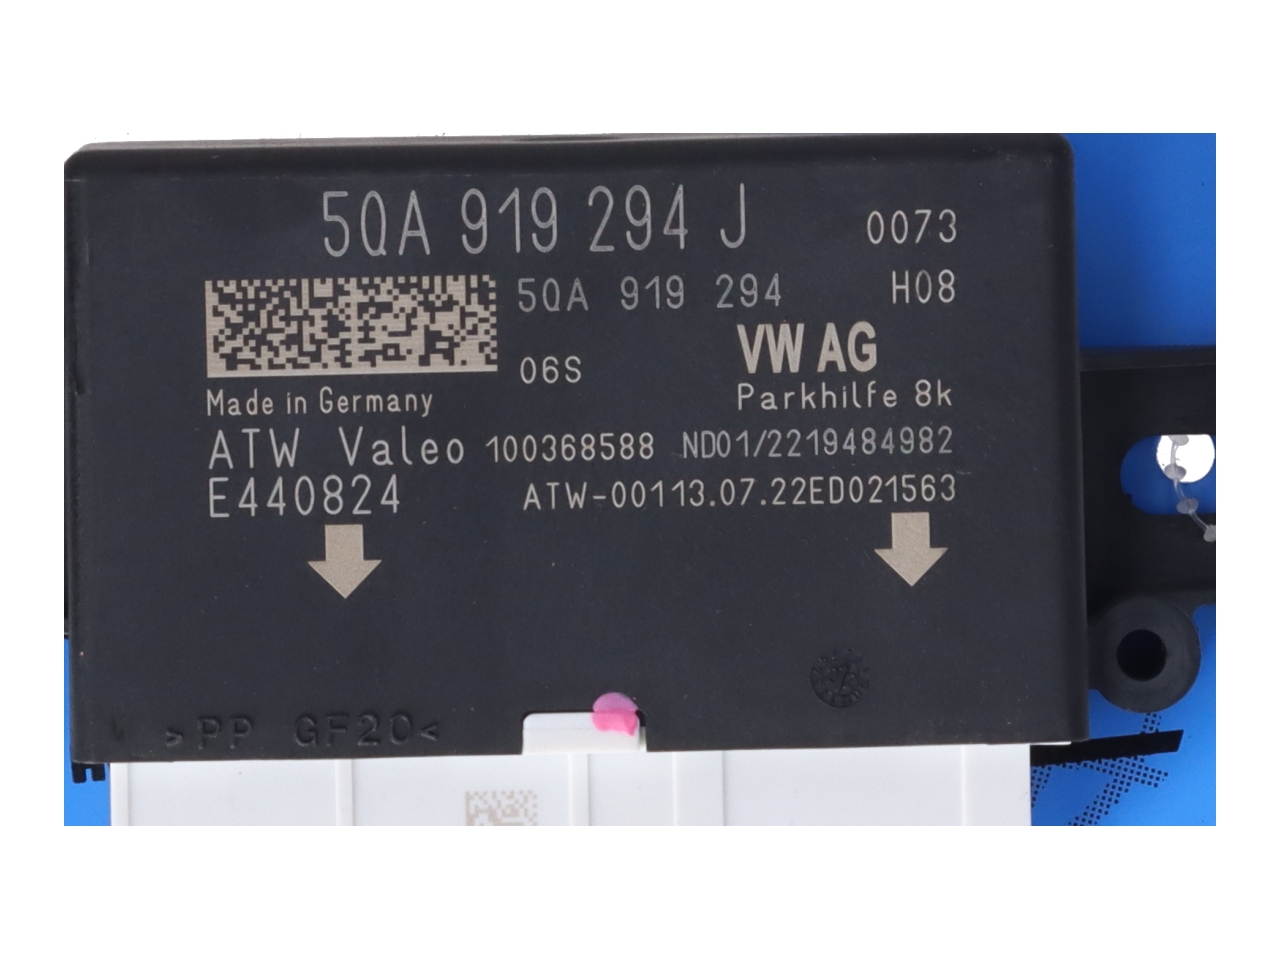 5QA 919 294 J
0073
5QA 919 294
H08
06S
VW AG
Made in Germany
Parkhilfe 8k
ATW Valeo 100368588 ND01/2219484982
E440824
ATW-00113.07.22ED021563
>PP GF20<